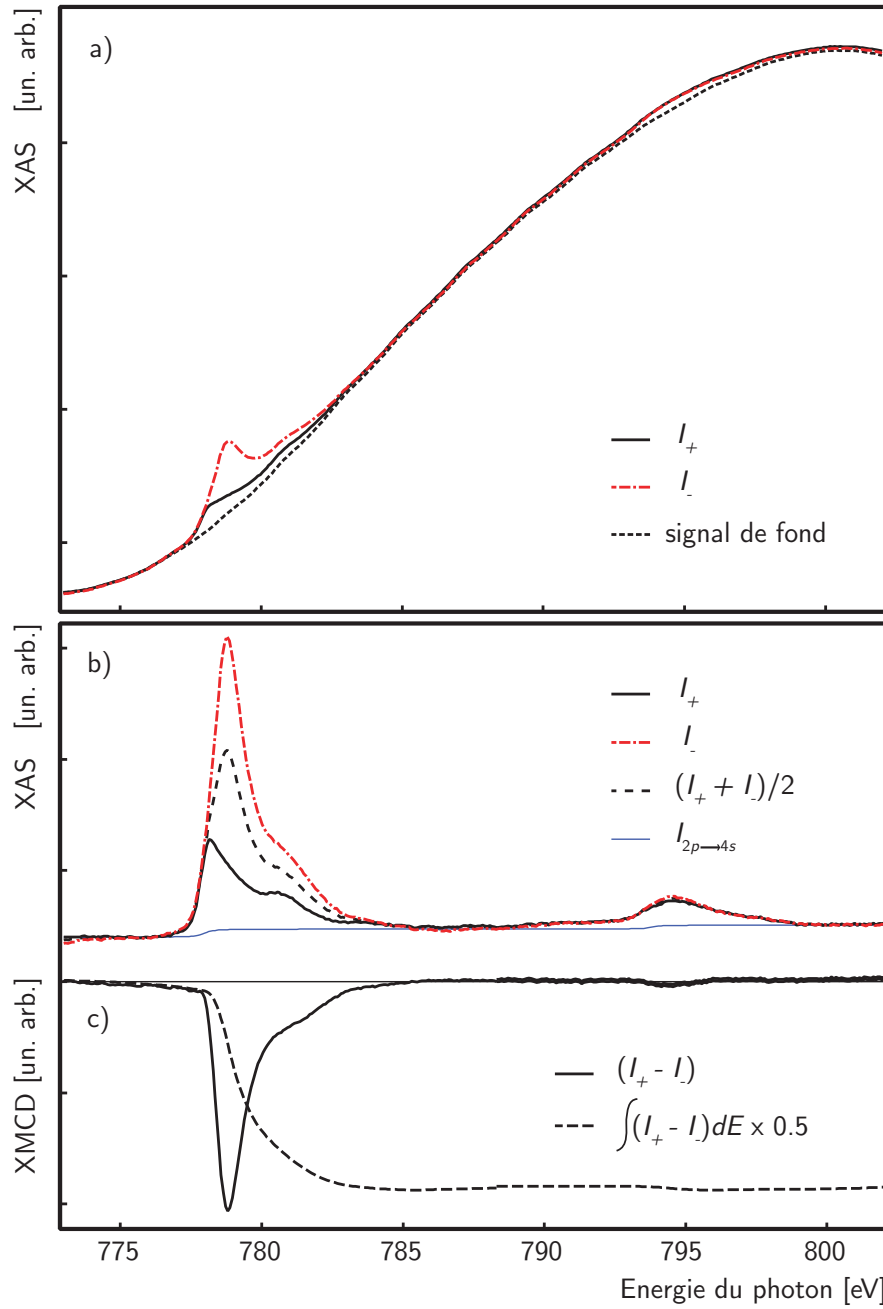 XAS [un. arb.]
a)
I₊
I₋
signal de fond
XAS [un. arb.]
b)
I₊
I₋
(I₊ + I₋)/2
I₂ₚ→₄ₛ
XMCD [un. arb.]
c)
(I₊ - I₋)
∫(I₊ - I₋)dE x 0.5
775 780 785 790 795 800
Energie du photon [eV]